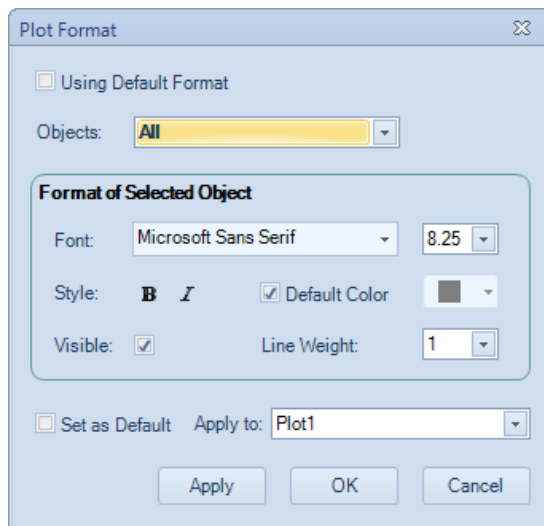 Plot Format
Using Default Format
Objects: All
Format of Selected Object
Font: Microsoft Sans Serif 8.25
Style: B I Default Color
Visible: Line Weight: 1
Set as Default Apply to: Plot1
Apply OK Cancel